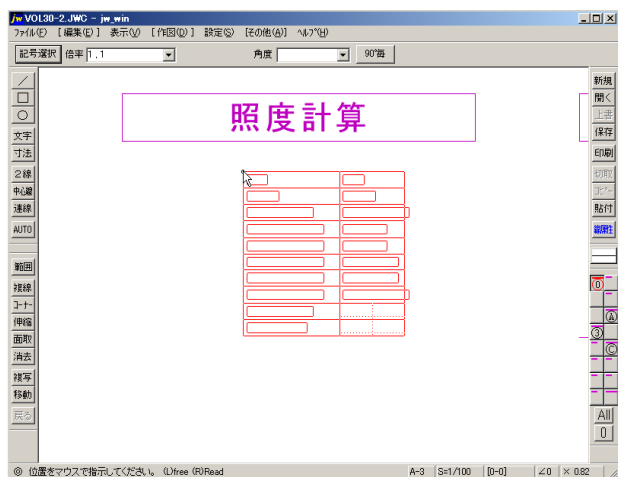 VOL30-2.JWC - jw_win
ファイル(F) [編集(E)] 表示(V) [作図(D)] 設定(S) [その他(A)] ヘルプ(H)
記号選択 倍率 1 , 1 角度 90°毎
照度計算
／
□
○
文字
寸法
2線
中心線
連線
AUTO
範囲
複線
コーナー
伸縮
面取
消去
複写
移動
戻る
新規
開く
上書
保存
印刷
切取
コピー
貼付
線属性
0
A
3
C
All
0
◎ 位置をマウスで指示してください。 (L)free (R)Read A-3 S=1/100 [0-0] ∠0 × 0.82